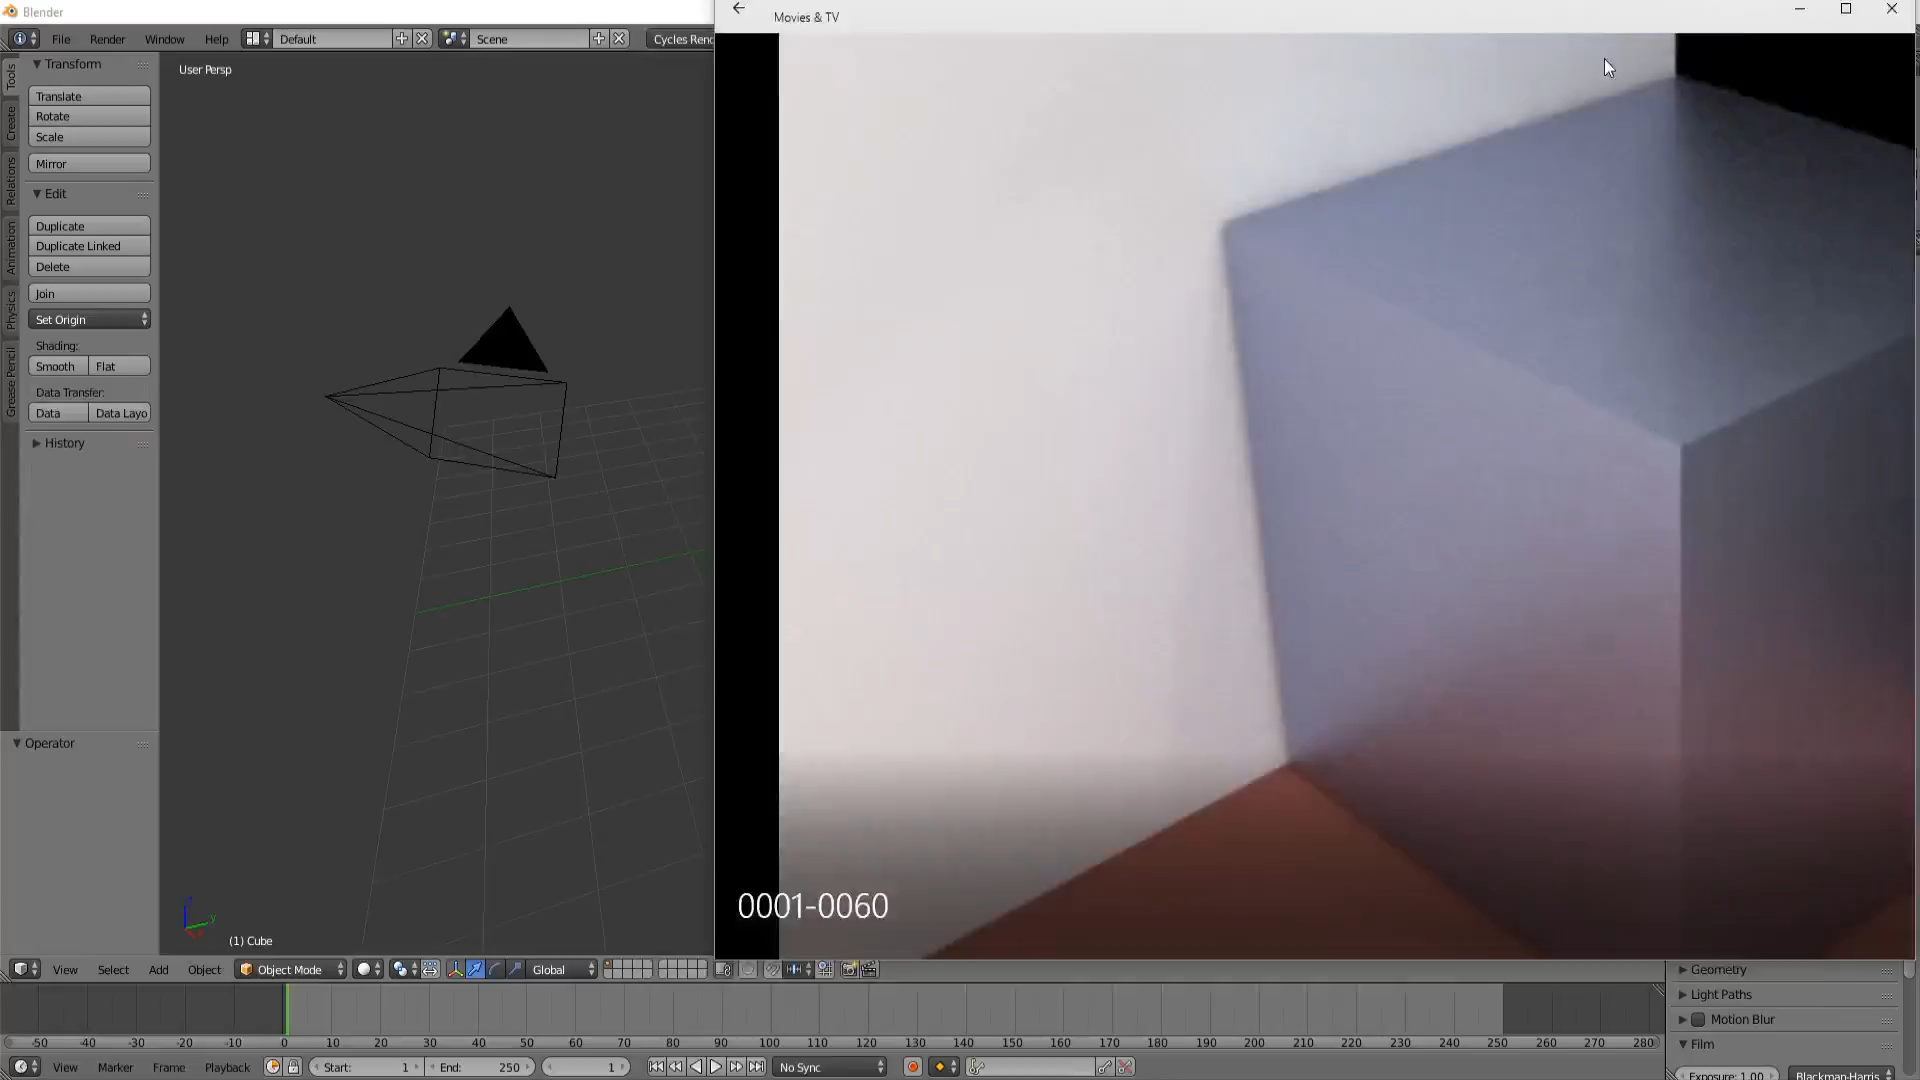 Blender
Movies & TV
File Render Window Help Default Scene Cycles Ren
Tools
Create
Relations
Animation
Physics
Grease Pencil
Transform
Translate
Rotate
Scale
Mirror
Edit
Duplicate
Duplicate Linked
Delete
Join
Set Origin
Shading:
Smooth Flat
Data Transfer:
Data Data Layo
History
Operator
User Persp
y
(1) Cube
0001-0060
View Select Add Object Object Mode Global
Geometry
Light Paths
Motion Blur
Film
Exposure: 1.00 Blackman-Harris
-50 -40 -30 -20 -10 0 10 20 30 40 50 60 70 80 90 100 110 120 130 140 150 160 170 180 190 200 210 220 230 240 250 260 270 280
View Marker Frame Playback Start: 1 End: 250 1 No Sync